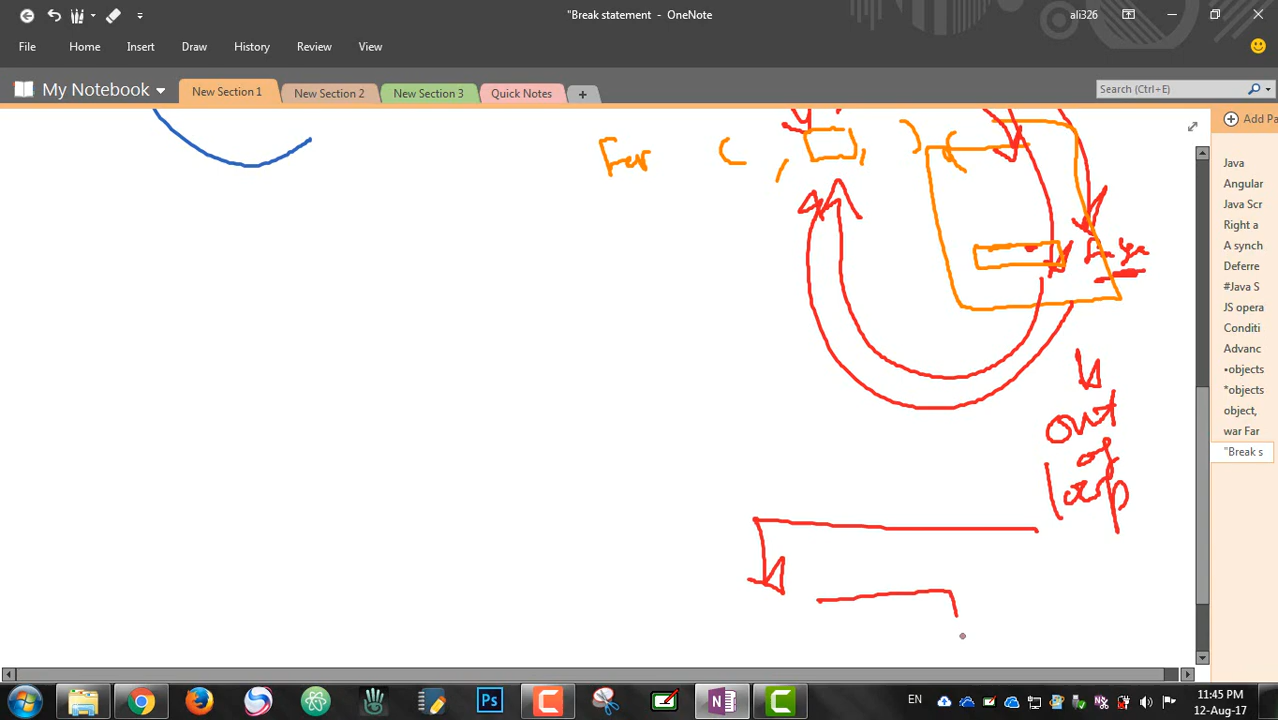 "Break statement - OneNote
ali326
File Home Insert Draw History Review View
My Notebook New Section 1 New Section 2 New Section 3 Quick Notes + Search (Ctrl+E)
Add Pa
Java
Angular
Java Scr
Right a
A synch
Deferre
#Java S
JS opera
Conditi
Advanc
•objects
*objects
object,
war Far
"Break s
For ( , , ) {
out
of
loop
Ps
EN
11:45 PM
12-Aug-17